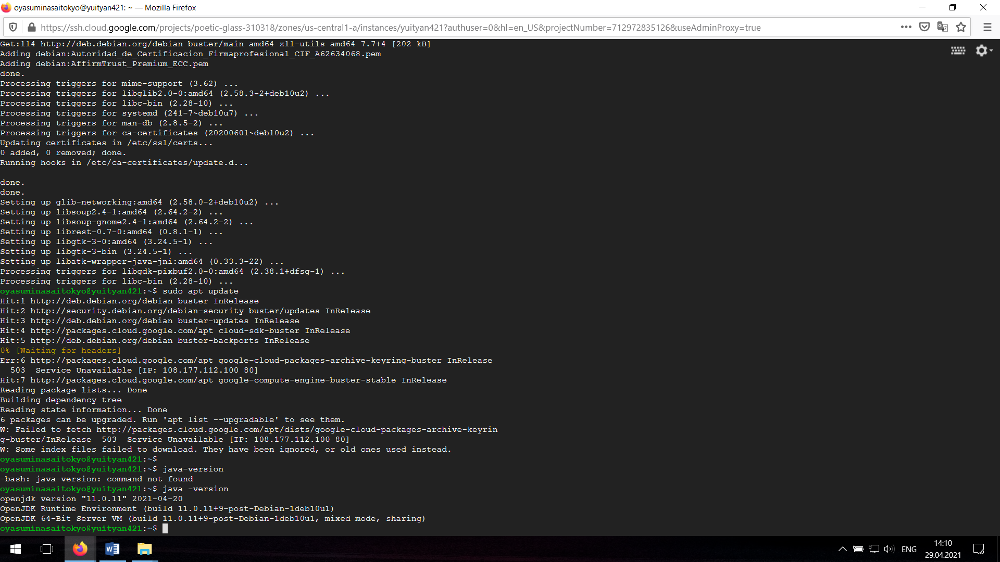 oyasuminasaitokyo@yuityan421: ~ — Mozilla Firefox
https://ssh.cloud.google.com/projects/poetic-glass-310318/zones/us-central1-a/instances/yuityan421?authuser=0&hl=en_US&projectNumber=712972835126&useAdminProxy=true
Get:114 http://deb.debian.org/debian buster/main amd64 x11-utils amd64 7.7+4 [202 kB]
Adding debian:Autoridad_de_Certificacion_Firmaprofesional_CIF_A62634068.pem
Adding debian:AffirmTrust_Premium_ECC.pem
done.
Processing triggers for mime-support (3.62) ...
Processing triggers for libglib2.0-0:amd64 (2.58.3-2+deb10u2) ...
Processing triggers for libc-bin (2.28-10) ...
Processing triggers for systemd (241-7~deb10u7) ...
Processing triggers for man-db (2.8.5-2) ...
Processing triggers for ca-certificates (20200601~deb10u2) ...
Updating certificates in /etc/ssl/certs...
0 added, 0 removed; done.
Running hooks in /etc/ca-certificates/update.d...
done.
done.
Setting up glib-networking:amd64 (2.58.0-2+deb10u2) ...
Setting up libsoup2.4-1:amd64 (2.64.2-2) ...
Setting up libsoup-gnome2.4-1:amd64 (2.64.2-2) ...
Setting up librest-0.7-0:amd64 (0.8.1-1) ...
Setting up libgtk-3-0:amd64 (3.24.5-1) ...
Setting up libgtk-3-bin (3.24.5-1) ...
Setting up libatk-wrapper-java-jni:amd64 (0.33.3-22) ...
Processing triggers for libgdk-pixbuf2.0-0:amd64 (2.38.1+dfsg-1) ...
Processing triggers for libc-bin (2.28-10) ...
oyasuminasaitokyo@yuityan421:~$ sudo apt update
Hit:1 http://deb.debian.org/debian buster InRelease
Hit:2 http://security.debian.org/debian-security buster/updates InRelease
Hit:3 http://deb.debian.org/debian buster-updates InRelease
Hit:4 http://packages.cloud.google.com/apt cloud-sdk-buster InRelease
Hit:5 http://deb.debian.org/debian buster-backports InRelease
0% [Waiting for headers]
Err:6 http://packages.cloud.google.com/apt google-cloud-packages-archive-keyring-buster InRelease
503  Service Unavailable [IP: 108.177.112.100 80]
Hit:7 http://packages.cloud.google.com/apt google-compute-engine-buster-stable InRelease
Reading package lists... Done
Building dependency tree
Reading state information... Done
6 packages can be upgraded. Run 'apt list --upgradable' to see them.
W: Failed to fetch http://packages.cloud.google.com/apt/dists/google-cloud-packages-archive-keyrin
g-buster/InRelease  503  Service Unavailable [IP: 108.177.112.100 80]
W: Some index files failed to download. They have been ignored, or old ones used instead.
oyasuminasaitokyo@yuityan421:~$
oyasuminasaitokyo@yuityan421:~$ java-version
-bash: java-version: command not found
oyasuminasaitokyo@yuityan421:~$ java -version
openjdk version "11.0.11" 2021-04-20
OpenJDK Runtime Environment (build 11.0.11+9-post-Debian-1deb10u1)
OpenJDK 64-Bit Server VM (build 11.0.11+9-post-Debian-1deb10u1, mixed mode, sharing)
oyasuminasaitokyo@yuityan421:~$
ENG
14:10
29.04.2021